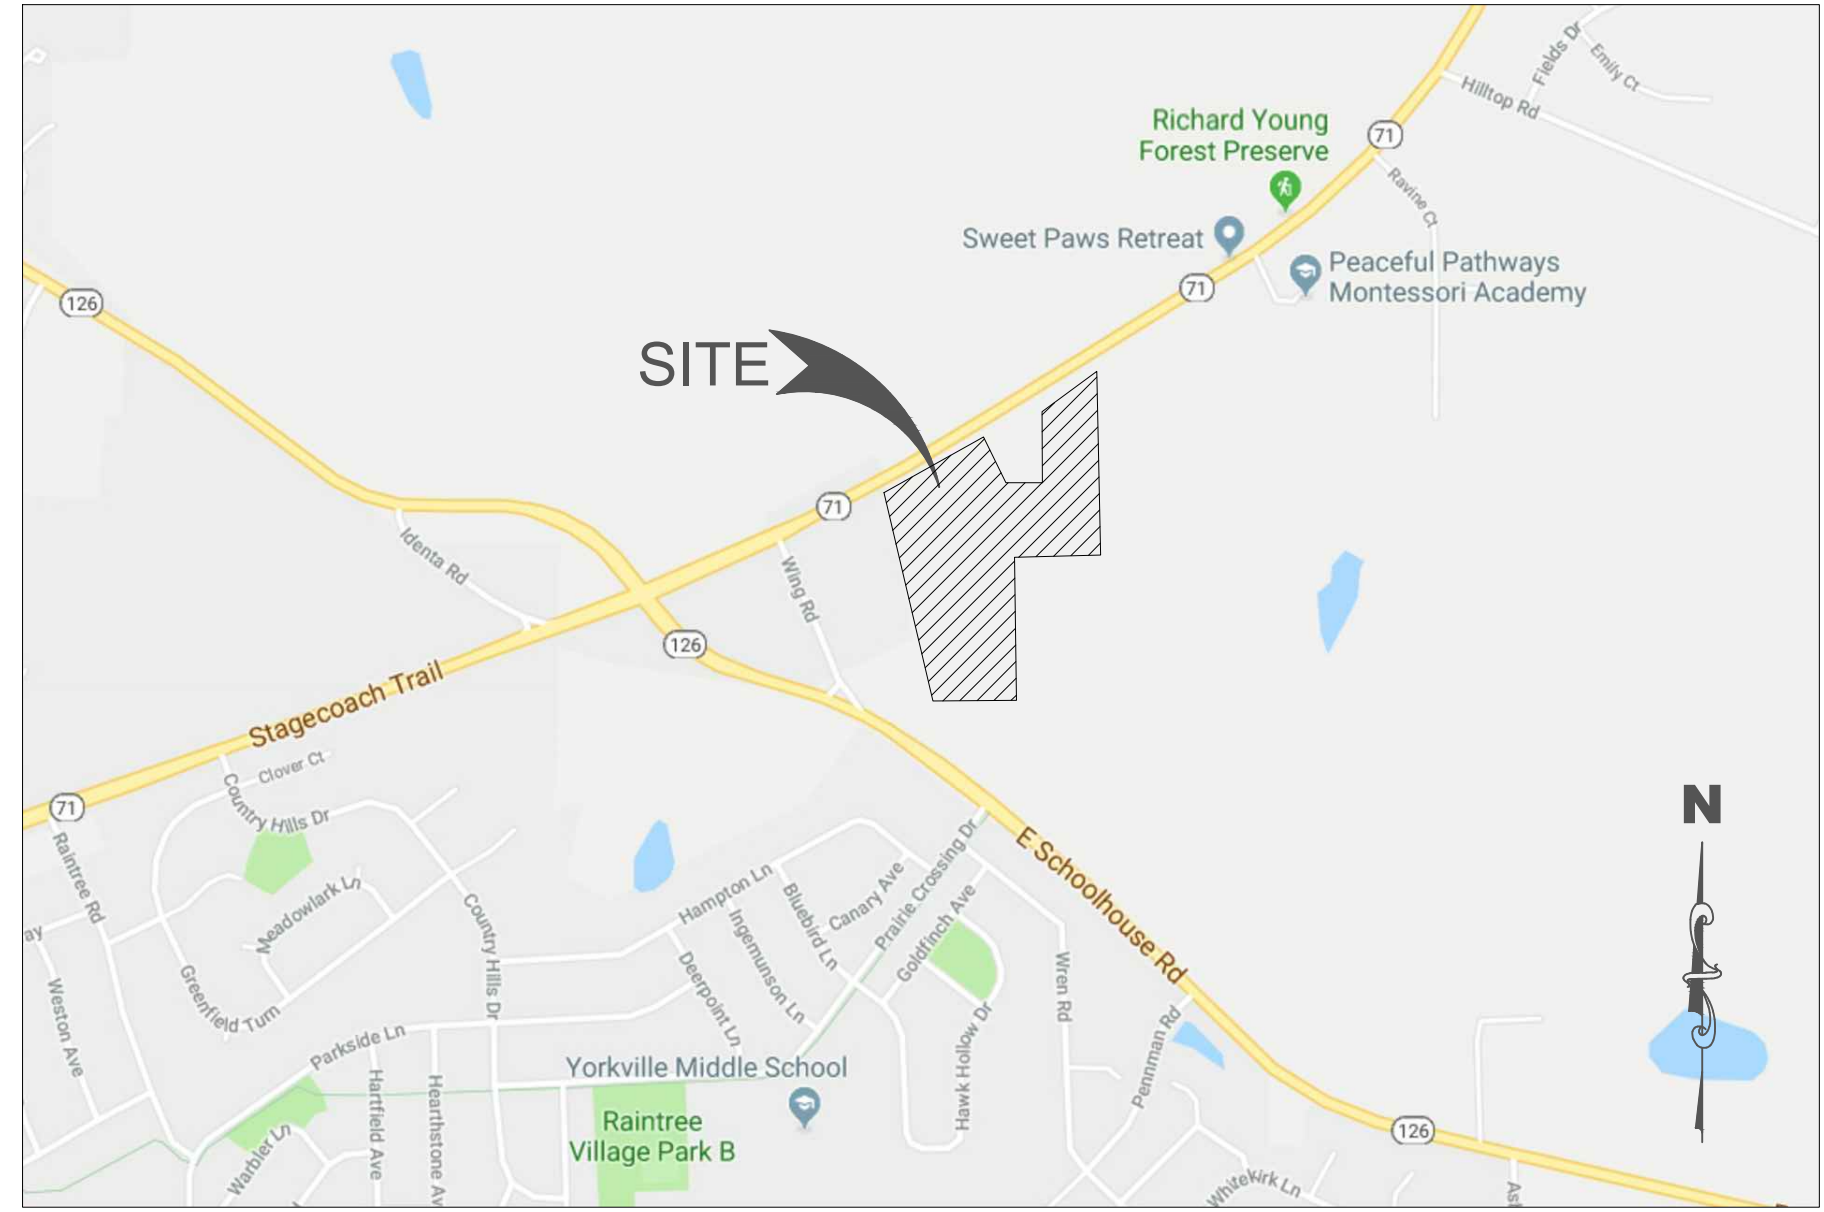 Fields Dr
Emily Ct
Hilltop Rd
Richard Young
Forest Preserve
71
Ravine Ct
Sweet Paws Retreat
Peaceful Pathways
Montessori Academy
71
126
SITE
71
Identa Rd
Wing Rd
126
Stagecoach Trail
Clover Ct
71
Country Hills Dr
N
Raintree Rd
Meadowlark Ln
Hampton Ln
Canary Ave
Prairie Crossing Dr
E Schoolhouse Rd
Bluebird Ln
Goldfinch Ave
Country Hills Dr
Ingemunson Ln
ay
Weston Ave
Greenfield Turn
Deerpoint Ln
Wren Rd
Hawk Hollow Dr
Pennman Rd
Parkside Ln
Yorkville Middle School
Hartfield Ave
Hearthstone Av
Raintree
Village Park B
126
Warbler Ln
Whitekirk Ln
Ast